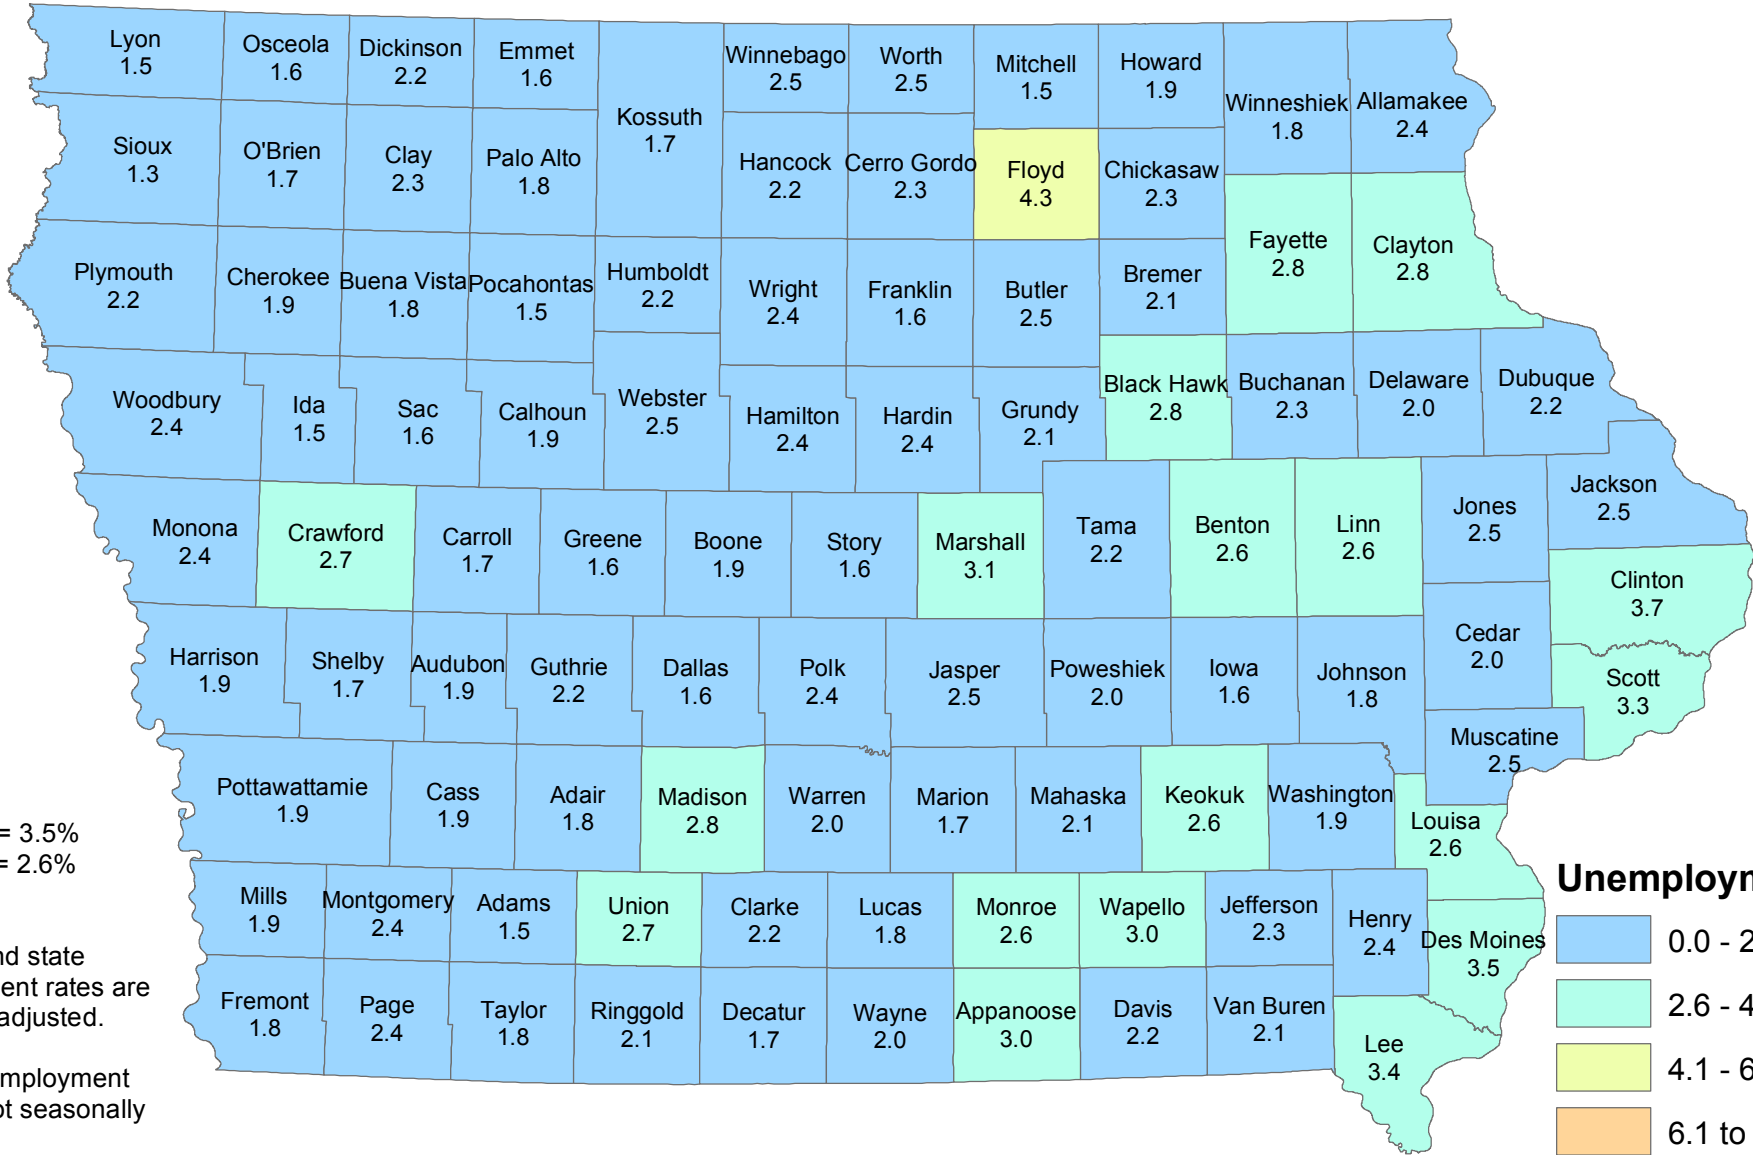 Lyon
1.5
Osceola
1.6
Dickinson
2.2
Emmet
1.6
Kossuth
1.7
Winnebago
2.5
Worth
2.5
Mitchell
1.5
Howard
1.9
Winneshiek
1.8
Allamakee
2.4
Sioux
1.3
O'Brien
1.7
Clay
2.3
Palo Alto
1.8
Hancock
2.2
Cerro Gordo
2.3
Floyd
4.3
Chickasaw
2.3
Fayette
2.8
Clayton
2.8
Plymouth
2.2
Cherokee
1.9
Buena Vista
1.8
Pocahontas
1.5
Humboldt
2.2
Wright
2.4
Franklin
1.6
Butler
2.5
Bremer
2.1
Woodbury
2.4
Ida
1.5
Sac
1.6
Calhoun
1.9
Webster
2.5
Hamilton
2.4
Hardin
2.4
Grundy
2.1
Black Hawk
2.8
Buchanan
2.3
Delaware
2.0
Dubuque
2.2
Monona
2.4
Crawford
2.7
Carroll
1.7
Greene
1.6
Boone
1.9
Story
1.6
Marshall
3.1
Tama
2.2
Benton
2.6
Linn
2.6
Jones
2.5
Jackson
2.5
Clinton
3.7
Harrison
1.9
Shelby
1.7
Audubon
1.9
Guthrie
2.2
Dallas
1.6
Polk
2.4
Jasper
2.5
Poweshiek
2.0
Iowa
1.6
Johnson
1.8
Cedar
2.0
Scott
3.3
Muscatine
2.5
Pottawattamie
1.9
Cass
1.9
Adair
1.8
Madison
2.8
Warren
2.0
Marion
1.7
Mahaska
2.1
Keokuk
2.6
Washington
1.9
Louisa
2.6
Mills
1.9
Montgomery
2.4
Adams
1.5
Union
2.7
Clarke
2.2
Lucas
1.8
Monroe
2.6
Wapello
3.0
Jefferson
2.3
Henry
2.4
Des Moines
3.5
Fremont
1.8
Page
2.4
Taylor
1.8
Ringgold
2.1
Decatur
1.7
Wayne
2.0
Appanoose
3.0
Davis
2.2
Van Buren
2.1
Lee
3.4
= 3.5%
= 2.6%
nd state
ent rates are
adjusted.
mployment
ot seasonally
Unemployn
0.0 - 2
2.6 - 4
4.1 - 6
6.1 to